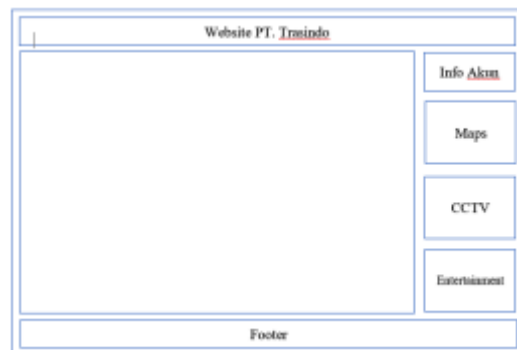 Website PT. Trasindo
Info Akun
Maps
CCTV
Entertainment
Footer